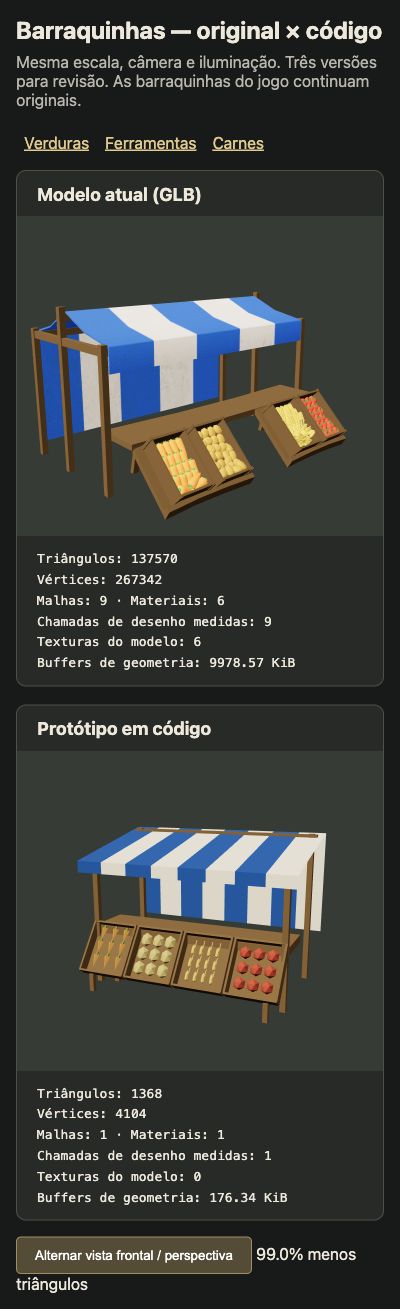 Barraquinhas — original × código
Mesma escala, câmera e iluminação. Três versões
para revisão. As barraquinhas do jogo continuam
originais.
Verduras Ferramentas Carnes
Modelo atual (GLB)
Triângulos: 137570
Vértices: 267342
Malhas: 9 · Materiais: 6
Chamadas de desenho medidas: 9
Texturas do modelo: 6
Buffers de geometria: 9978.57 KiB
Protótipo em código
Triângulos: 1368
Vértices: 4104
Malhas: 1 · Materiais: 1
Chamadas de desenho medidas: 1
Texturas do modelo: 0
Buffers de geometria: 176.34 KiB
Alternar vista frontal / perspectiva 99.0% menos
triângulos